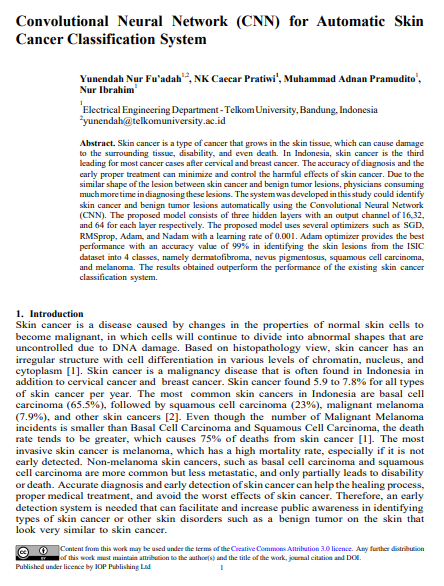 Convolutional Neural Network (CNN) for Automatic Skin
Cancer Classification System
Yunendah Nur Fu’adah1,2, NK Caecar Pratiwi1, Muhammad Adnan Pramudito1,
Nur Ibrahim1
1Electrical Engineering Department - Telkom University, Bandung, Indonesia
2yunendah@telkomuniversity.ac.id
Abstract. Skin cancer is a type of cancer that grows in the skin tissue, which can cause damage
to the surrounding tissue, disability, and even death. In Indonesia, skin cancer is the third
leading for most cancer cases after cervical and breast cancer. The accuracy of diagnosis and the
early proper treatment can minimize and control the harmful effects of skin cancer. Due to the
similar shape of the lesion between skin cancer and benign tumor lesions, physicians consuming
much more time in diagnosing these lesions. The system was developed in this study could identify
skin cancer and benign tumor lesions automatically using the Convolutional Neural Network
(CNN). The proposed model consists of three hidden layers with an output channel of 16,32,
and 64 for each layer respectively. The proposed model uses several optimizers such as SGD,
RMSprop, Adam, and Nadam with a learning rate of 0.001. Adam optimizer provides the best
performance with an accuracy value of 99% in identifying the skin lesions from the ISIC
dataset into 4 classes, namely dermatofibroma, nevus pigmentosus, squamous cell carcinoma,
and melanoma. The results obtained outperform the performance of the existing skin cancer
classification system.
1. Introduction
Skin cancer is a disease caused by changes in the properties of normal skin cells to
become malignant, in which cells will continue to divide into abnormal shapes that are
uncontrolled due to DNA damage. Based on histopathology view, skin cancer has an
irregular structure with cell differentiation in various levels of chromatin, nucleus, and
cytoplasm [1]. Skin cancer is a malignancy disease that is often found in Indonesia in
addition to cervical cancer and breast cancer. Skin cancer found 5.9 to 7.8% for all types
of skin cancer per year. The most common skin cancers in Indonesia are basal cell
carcinoma (65.5%), followed by squamous cell carcinoma (23%), malignant melanoma
(7.9%), and other skin cancers [2]. Even though the number of Malignant Melanoma
incidents is smaller than Basal Cell Carcinoma and Squamous Cell Carcinoma, the death
rate tends to be greater, which causes 75% of deaths from skin cancer [1]. The most
invasive skin cancer is melanoma, which has a high mortality rate, especially if it is not
early detected. Non-melanoma skin cancers, such as basal cell carcinoma and squamous
cell carcinoma are more common but less metastatic, and only partially leads to disability
or death. Accurate diagnosis and early detection of skin cancer can help the healing process,
proper medical treatment, and avoid the worst effects of skin cancer. Therefore, an early
detection system is needed that can facilitate and increase public awareness in identifying
types of skin cancer or other skin disorders such as a benign tumor on the skin that
look very similar to skin cancer.
cc BY Content from this work may be used under the terms of the Creative Commons Attribution 3.0 licence. Any further distribution
of this work must maintain attribution to the author(s) and the title of the work, journal citation and DOI.
Published under licence by IOP Publishing Ltd
1